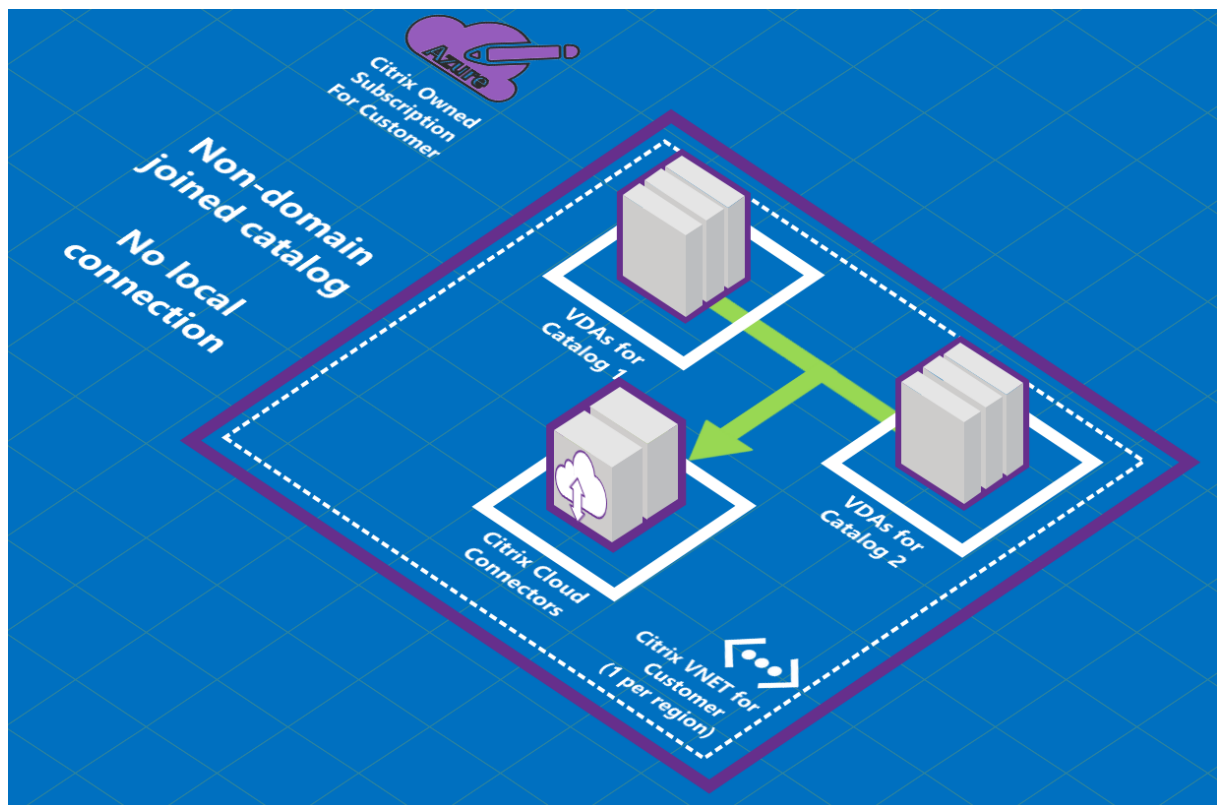 Azure
Citrix Owned
Subscription
For Customer
Non-domain
joined catalog
No local
connection
VDAs for
Catalog 1
VDAs for
Catalog 2
Citrix Cloud
Connectors
Citrix VNET for
Customer
(1 per region)